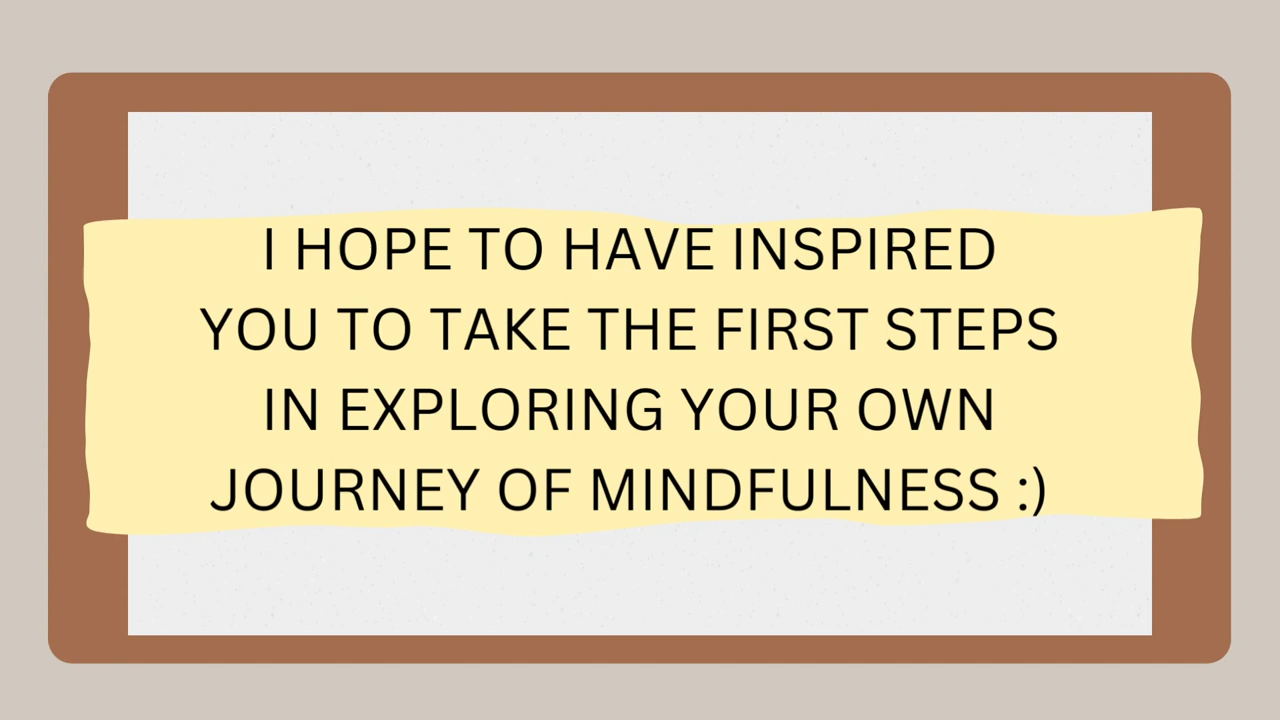 I HOPE TO HAVE INSPIRED
YOU TO TAKE THE FIRST STEPS
IN EXPLORING YOUR OWN
JOURNEY OF MINDFULNESS :)